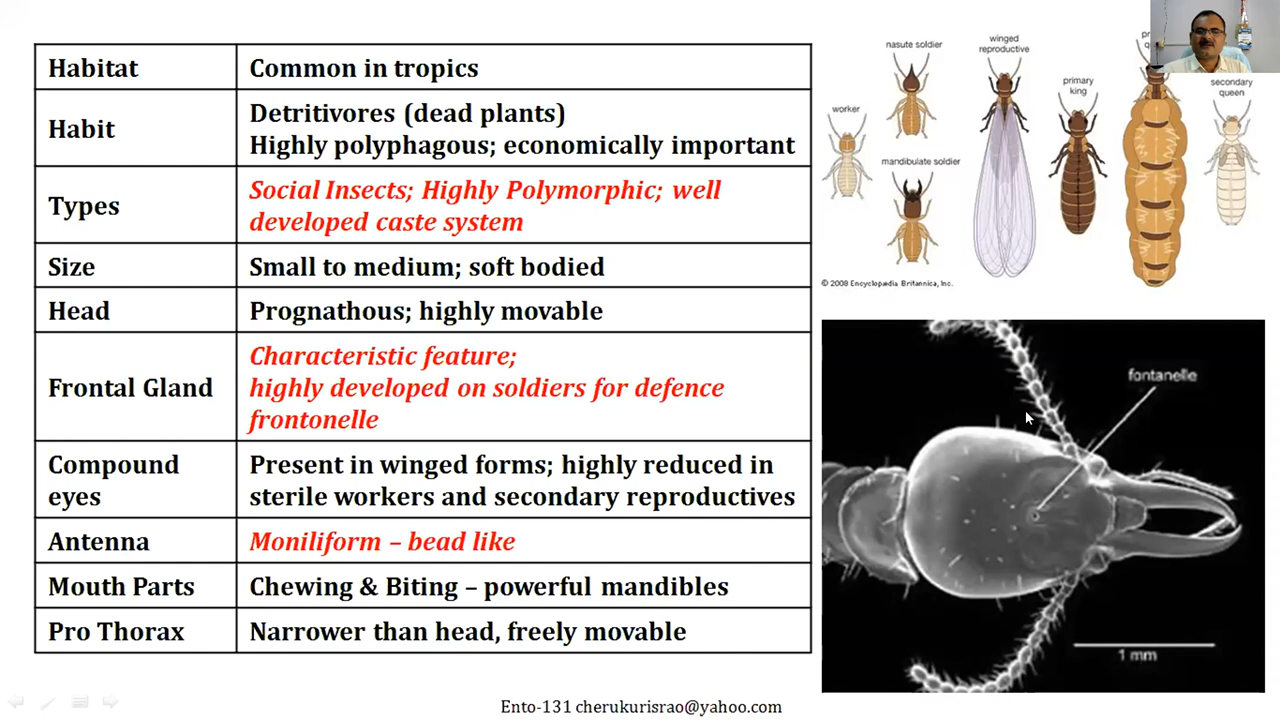 Habitat
Common in tropics
Habit
Detritivores (dead plants)
Highly polyphagous; economically important
Types
Social Insects; Highly Polymorphic; well
developed caste system
Size
Small to medium; soft bodied
Head
Prognathous; highly movable
Frontal Gland
Characteristic feature;
highly developed on soldiers for defence
frontonelle
Compound
eyes
Present in winged forms; highly reduced in
sterile workers and secondary reproductives
Antenna
Moniliform – bead like
Mouth Parts
Chewing & Biting – powerful mandibles
Pro Thorax
Narrower than head, freely movable
worker
nasute soldier
mandibulate soldier
winged
reproductive
primary
king
secondary
queen
© 2008 Encyclopædia Britannica, Inc.
fontanelle
1 mm
Ento-131 cherukurisrao@yahoo.com